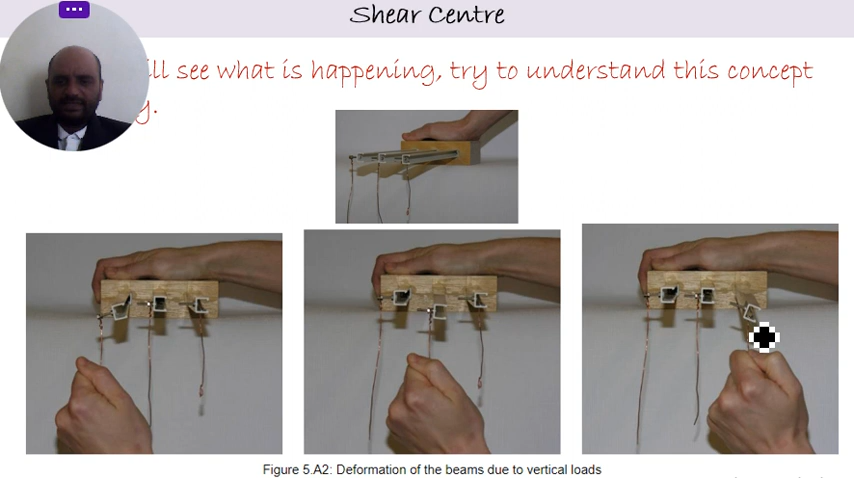 Shear Centre
ill see what is happening, try to understand this concept
y.
Figure 5.A2: Deformation of the beams due to vertical loads